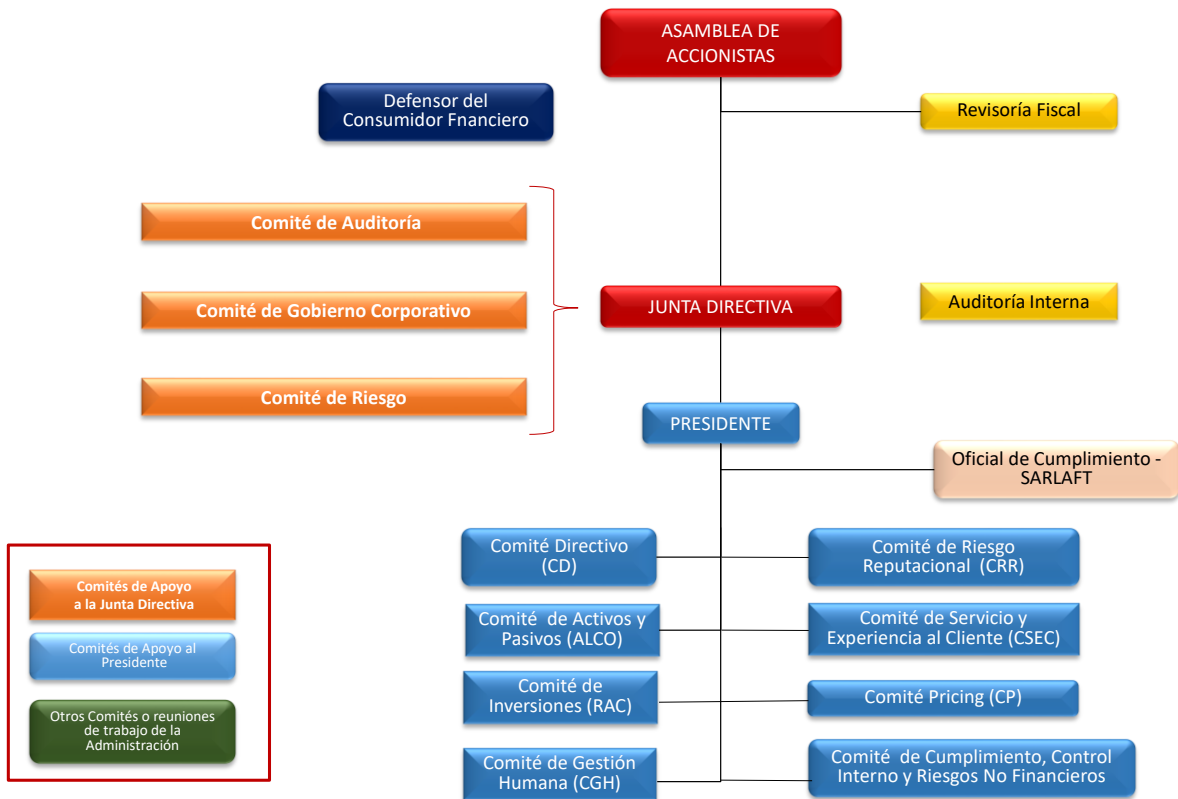 ASAMBLEA DE
ACCIONISTAS
Defensor del
Consumidor Fnanciero
Revisoría Fiscal
Comité de Auditoría
Comité de Gobierno Corporativo
JUNTA DIRECTIVA
Auditoría Interna
Comité de Riesgo
PRESIDENTE
Oficial de Cumplimiento -
SARLAFT
Comité Directivo
(CD)
Comité de Riesgo
Reputacional (CRR)
Comité de Activos y
Pasivos (ALCO)
Comité de Servicio y
Experiencia al Cliente (CSEC)
Comité de
Inversiones (RAC)
Comité Pricing (CP)
Comité de Gestión
Humana (CGH)
Comité de Cumplimiento, Control
Interno y Riesgos No Financieros
Comités de Apoyo
a la Junta Directiva
Comités de Apoyo al
Presidente
Otros Comités o reuniones
de trabajo de la
Administración